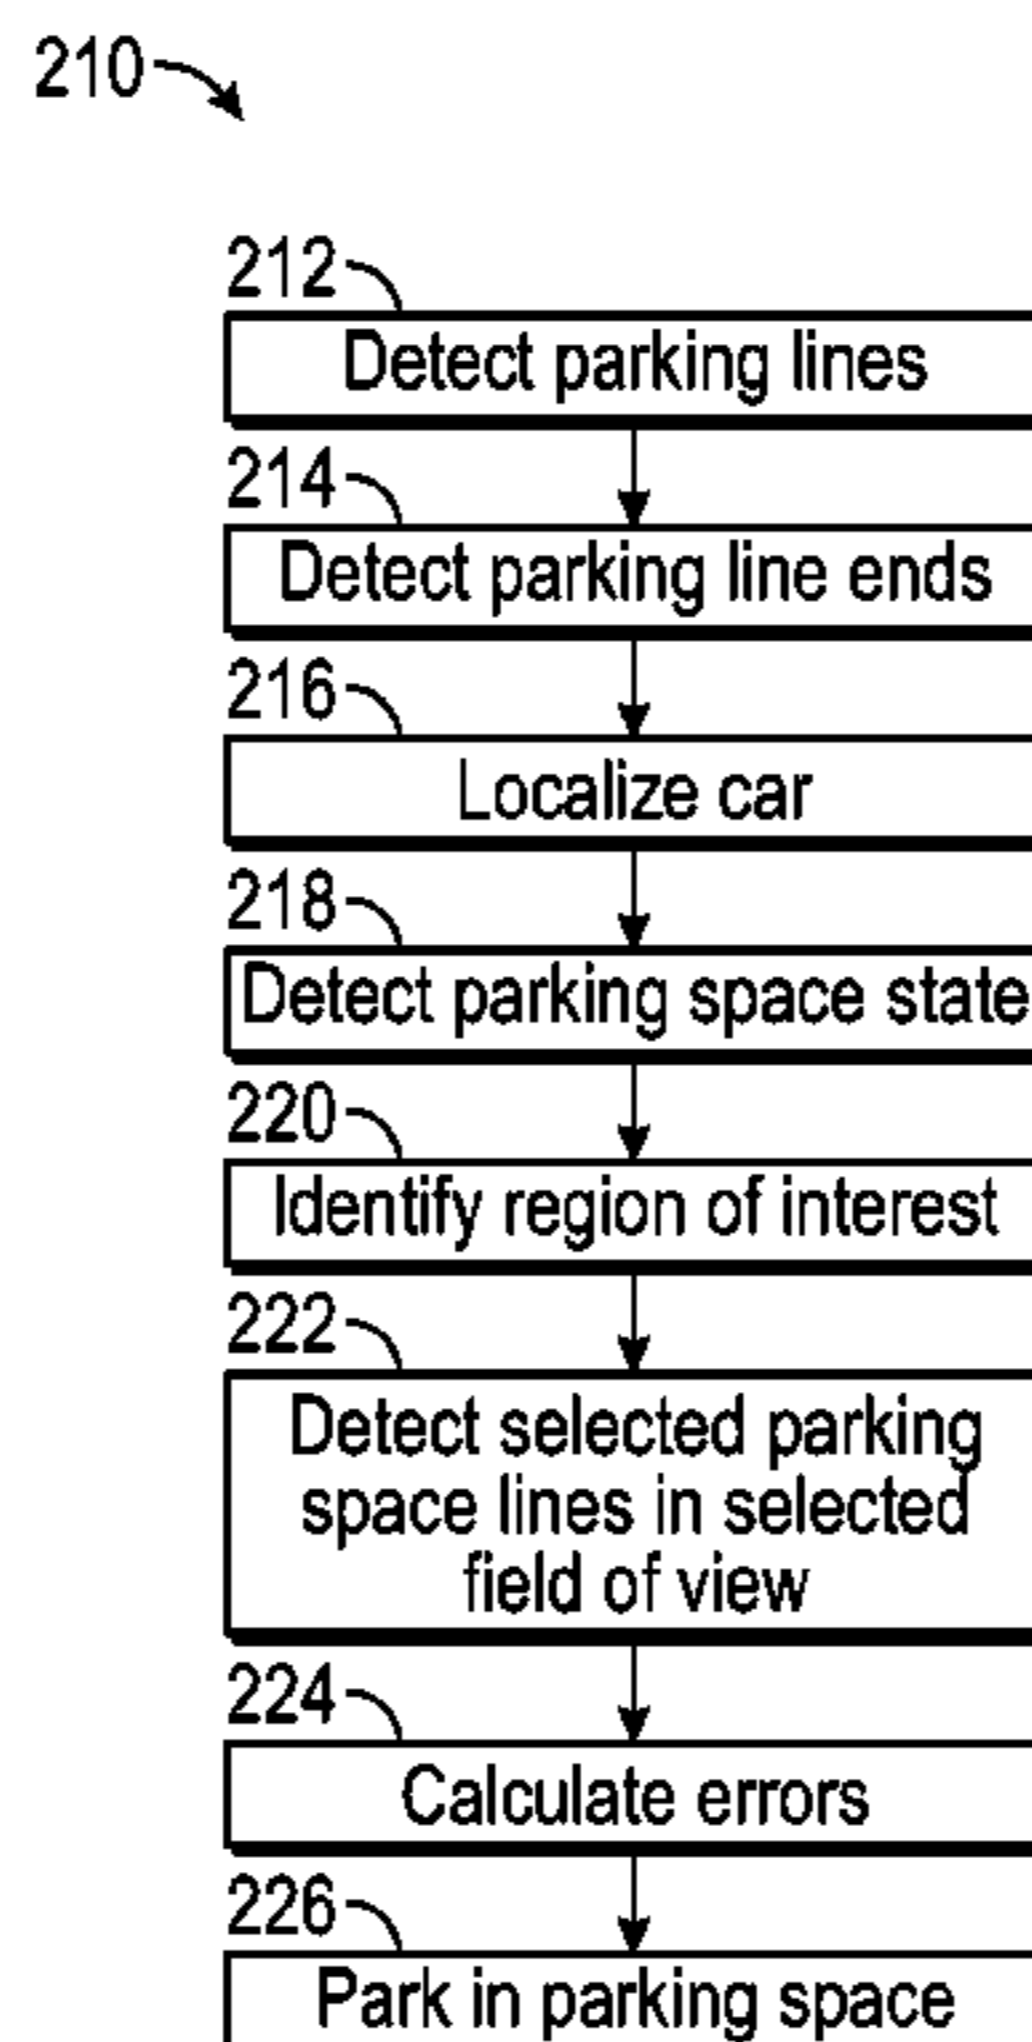 210
212
Detect parking lines
214
Detect parking line ends
216
Localize car
218
Detect parking space state
220
Identify region of interest
222
Detect selected parking
space lines in selected
field of view
224
Calculate errors
226
Park in parking space